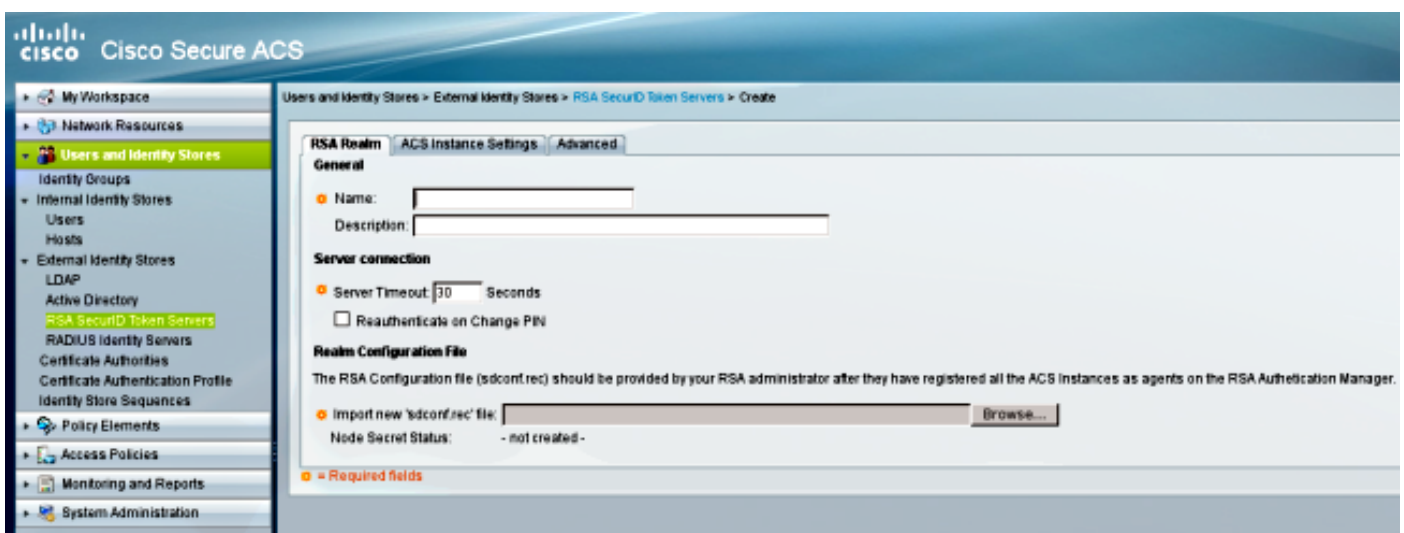 cisco Cisco Secure ACS
My Workspace
Network Resources
Users and Identity Stores
Identity Groups
Internal Identity Stores
Users
Hosts
External Identity Stores
LDAP
Active Directory
RSA SecurID Token Servers
RADIUS Identity Servers
Certificate Authorities
Certificate Authentication Profile
Identity Store Sequences
Policy Elements
Access Policies
Monitoring and Reports
System Administration
Users and Identity Stores > External Identity Stores > RSA SecurID Token Servers > Create
RSA Realm ACS Instance Settings Advanced
General
Name:
Description:
Server connection
Server Timeout: 30 Seconds
Reauthenticate on Change PIN
Realm Configuration File
The RSA Configuration file (sdconf.rec) should be provided by your RSA administrator after they have registered all the ACS Instances as agents on the RSA Authetication Manager.
Import new 'sdconf.rec' file: Browse...
Node Secret Status: - not created -
= Required fields